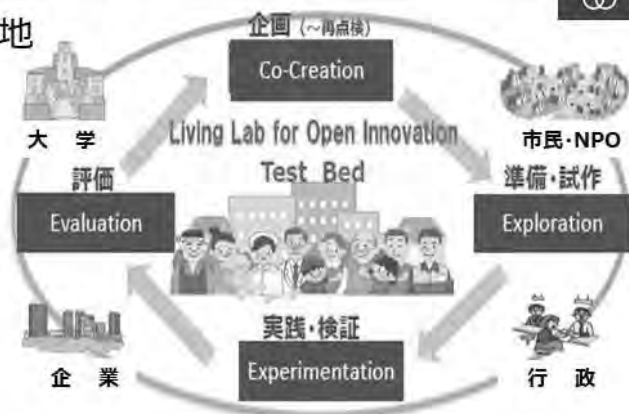 地
企画（～再点検）
Co-Creation
大 学
市民・NPO
Living Lab for Open Innovation
Test Bed
評価
Evaluation
準備・試作
Exploration
実践・検証
Experimentation
企 業
行 政